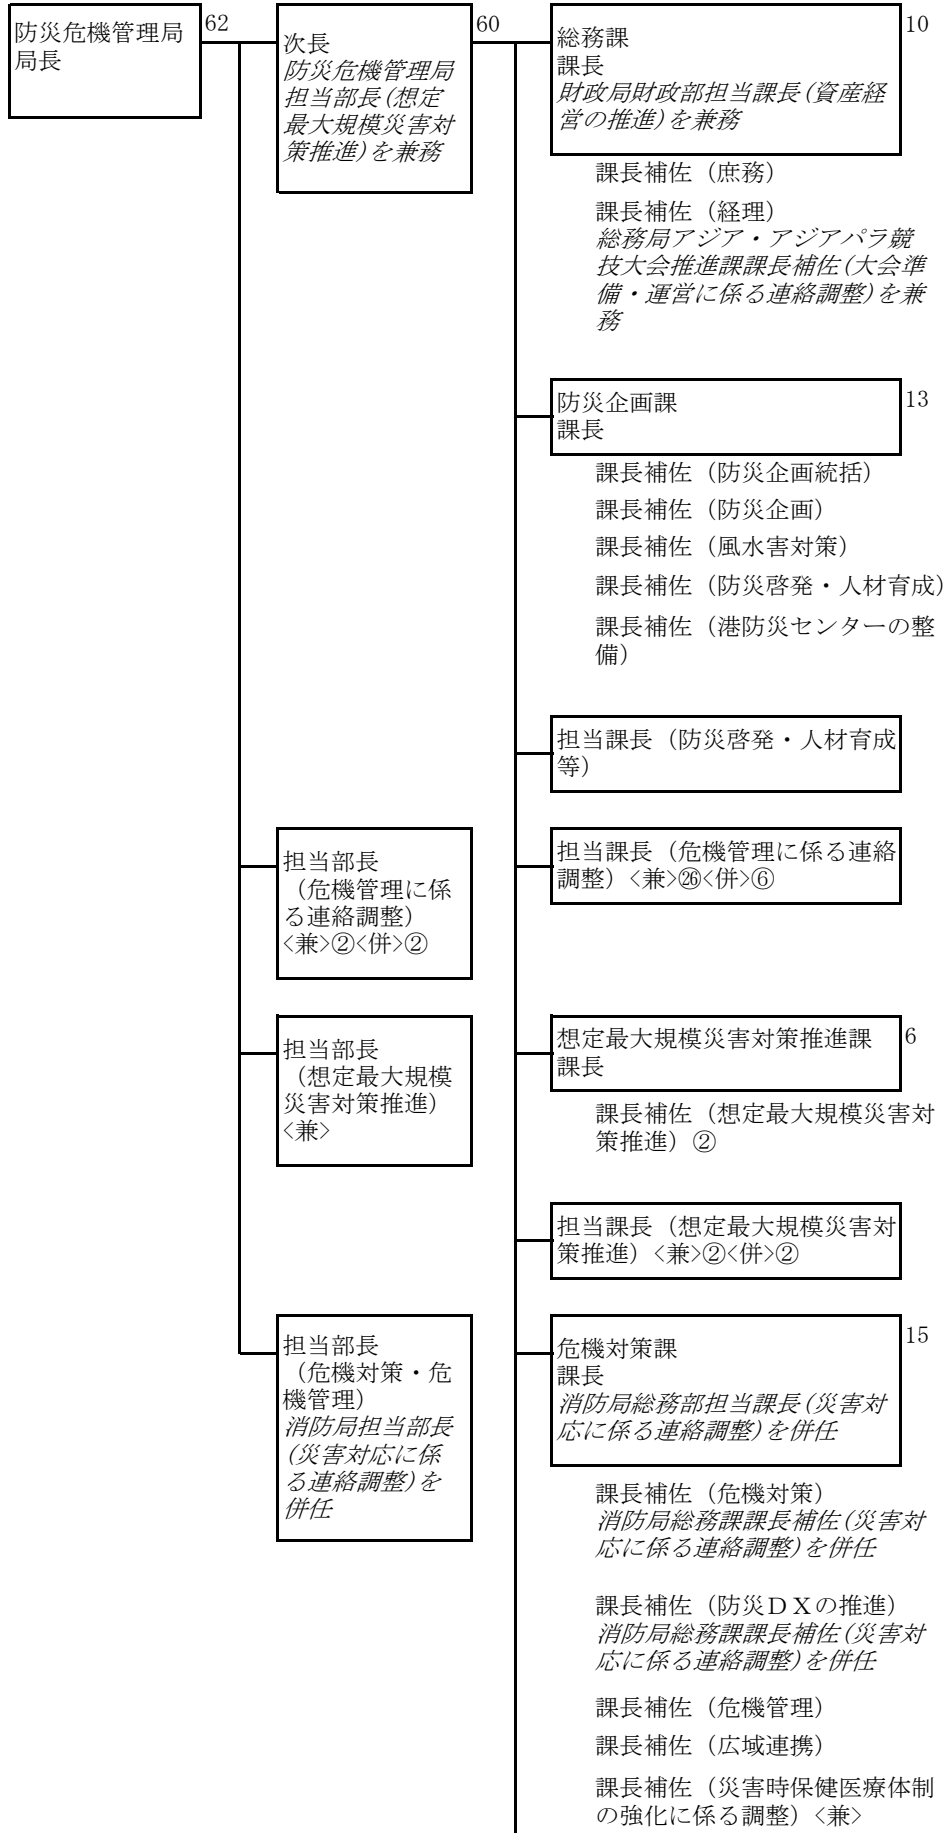 防災危機管理局
局長
62
次長
防災危機管理局
担当部長(想定
最大規模災害対
策推進)を兼務
60
総務課
課長
財政局財政部担当課長(資産経
営の推進)を兼務
10
課長補佐（庶務）
課長補佐（経理）
総務局アジア・アジアパラ競
技大会推進課課長補佐(大会準
備・運営に係る連絡調整)を兼
務
防災企画課
課長
13
課長補佐（防災企画統括）
課長補佐（防災企画）
課長補佐（風水害対策）
課長補佐（防災啓発・人材育成）
課長補佐（港防災センターの整
備）
担当課長（防災啓発・人材育成
等）
担当部長
（危機管理に係
る連絡調整）
<兼>②<併>②
担当課長（危機管理に係る連絡
調整）<兼>㉖<併>⑥
担当部長
（想定最大規模
災害対策推進）
<兼>
想定最大規模災害対策推進課
課長
6
課長補佐（想定最大規模災害対
策推進）②
担当課長（想定最大規模災害対
策推進）<兼>②<併>②
担当部長
（危機対策・危
機管理）
消防局担当部長
(災害対応に係
る連絡調整)を
併任
危機対策課
課長
消防局総務部担当課長(災害対
応に係る連絡調整)を併任
15
課長補佐（危機対策）
消防局総務課課長補佐(災害対
応に係る連絡調整)を併任
課長補佐（防災ＤＸの推進）
消防局総務課課長補佐(災害対
応に係る連絡調整)を併任
課長補佐（危機管理）
課長補佐（広域連携）
課長補佐（災害時保健医療体制
の強化に係る調整）<兼>